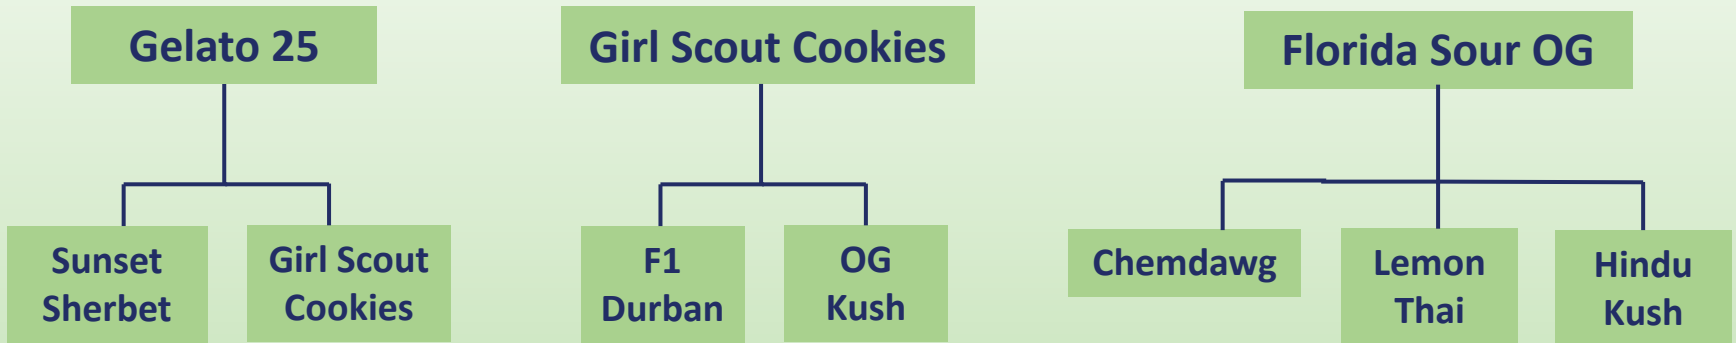 Gelato 25
Girl Scout Cookies
Florida Sour OG
Sunset
Sherbet
Girl Scout
Cookies
F1
Durban
OG
Kush
Chemdawg
Lemon
Thai
Hindu
Kush